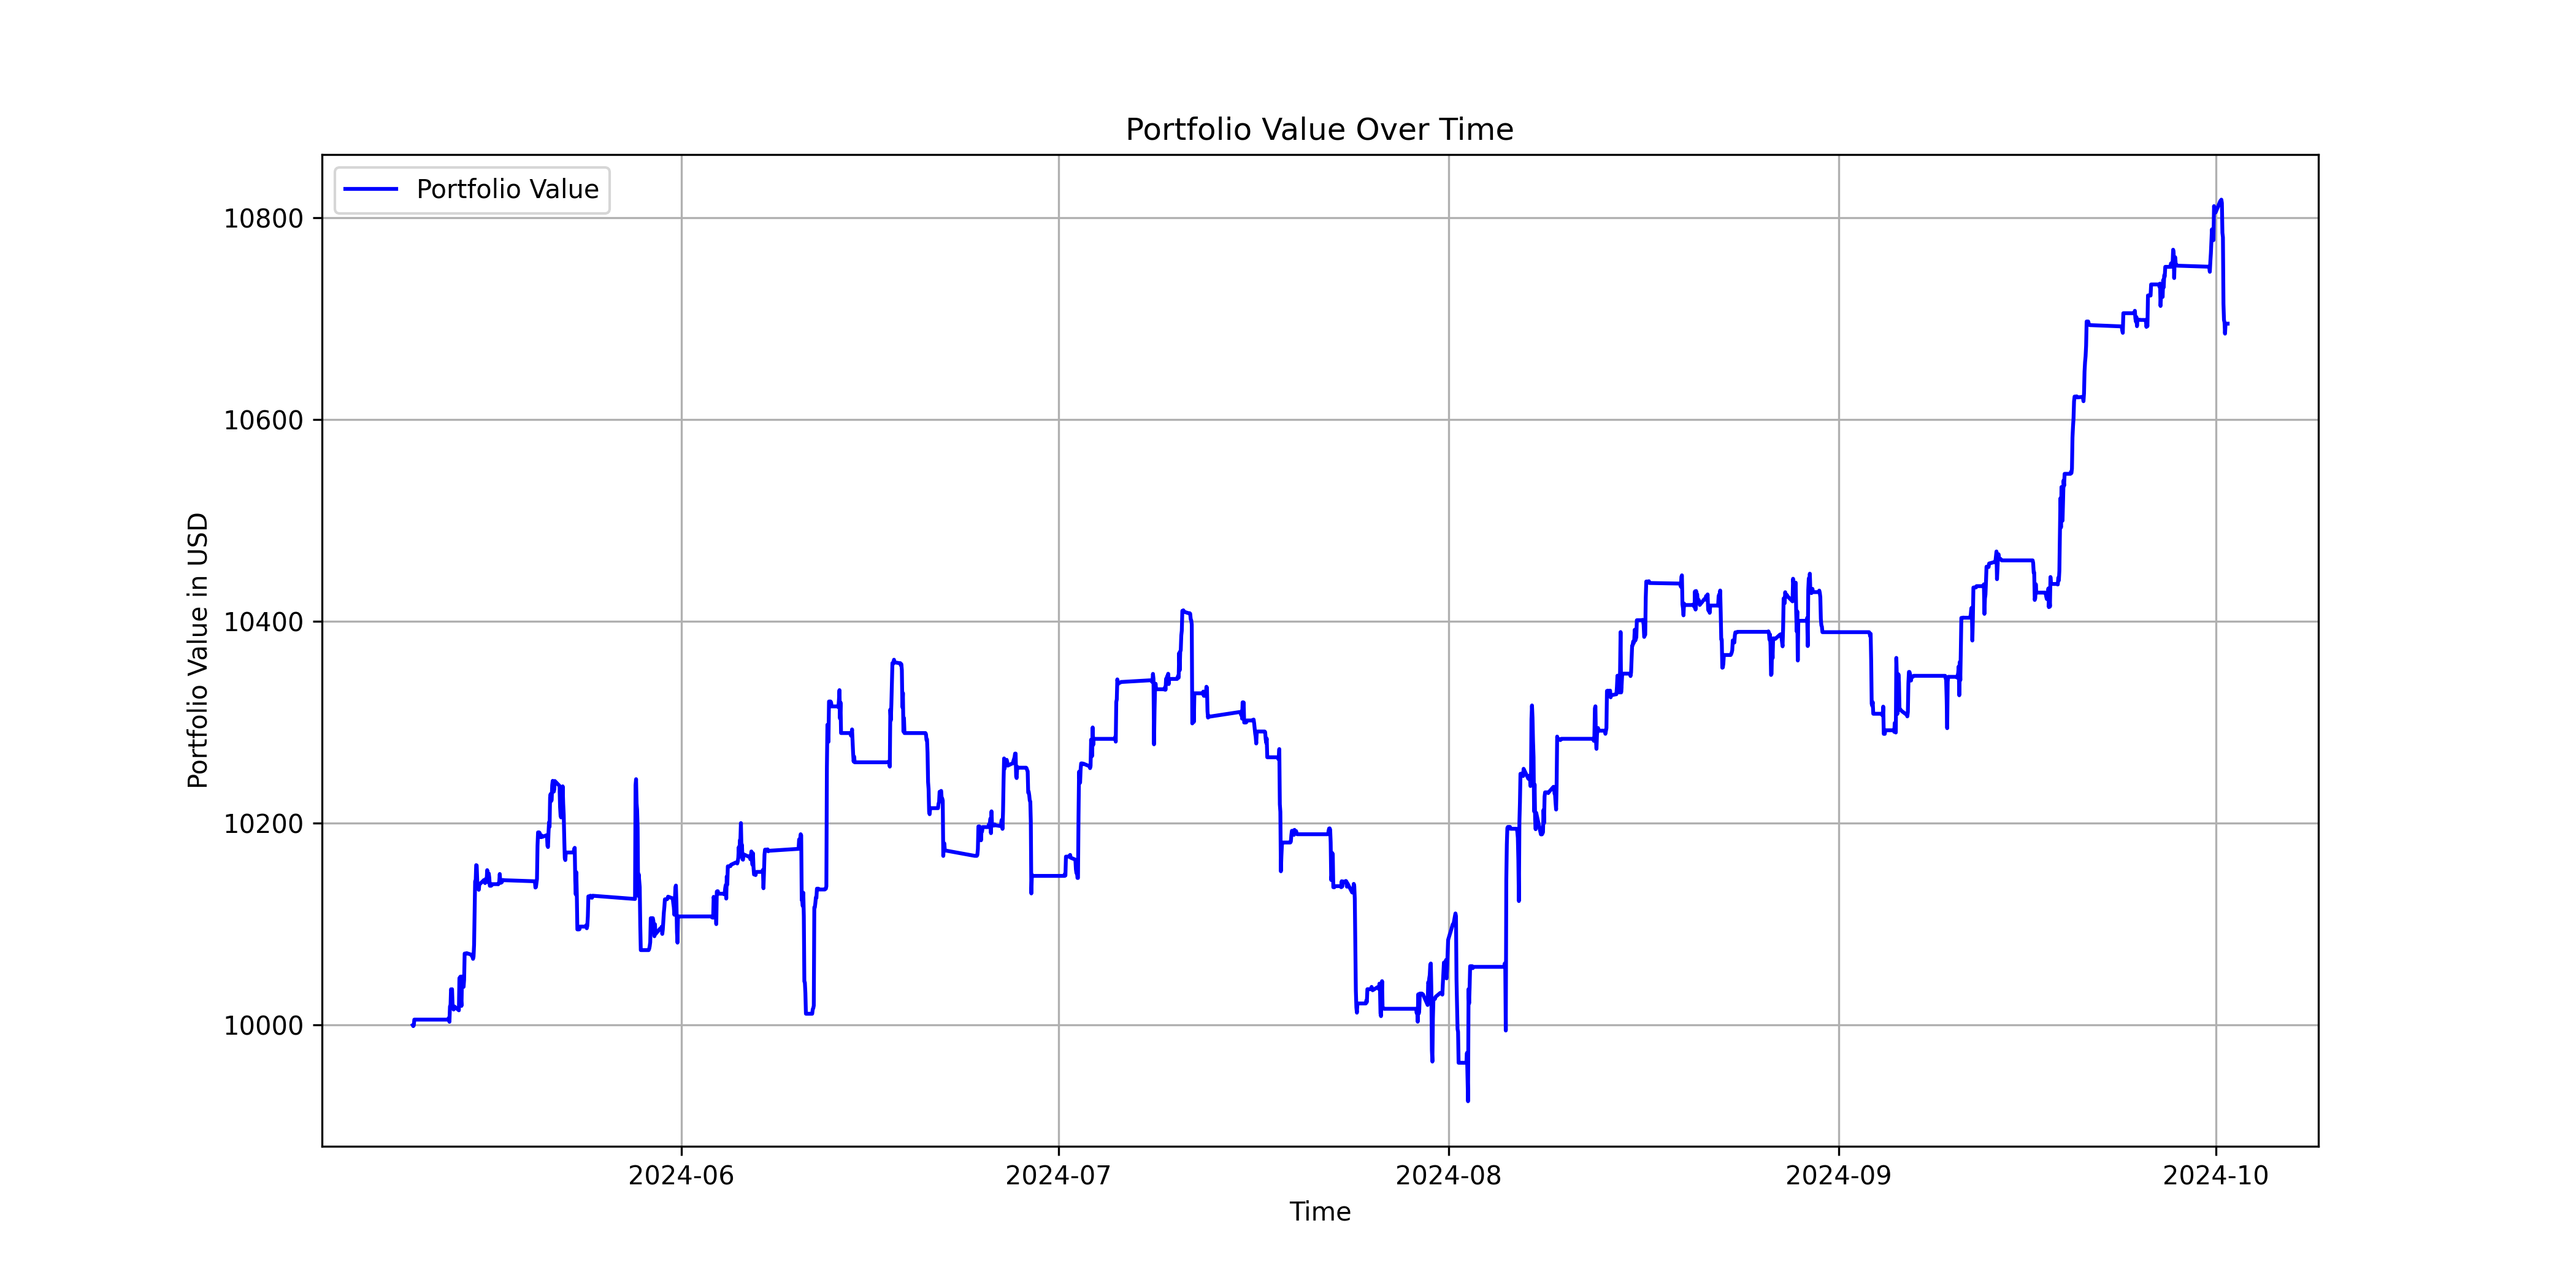 Portfolio Value Over Time
Portfolio Value
Portfolio Value in USD
10800
10600
10400
10200
10000
2024-06
2024-07
2024-08
2024-09
2024-10
Time